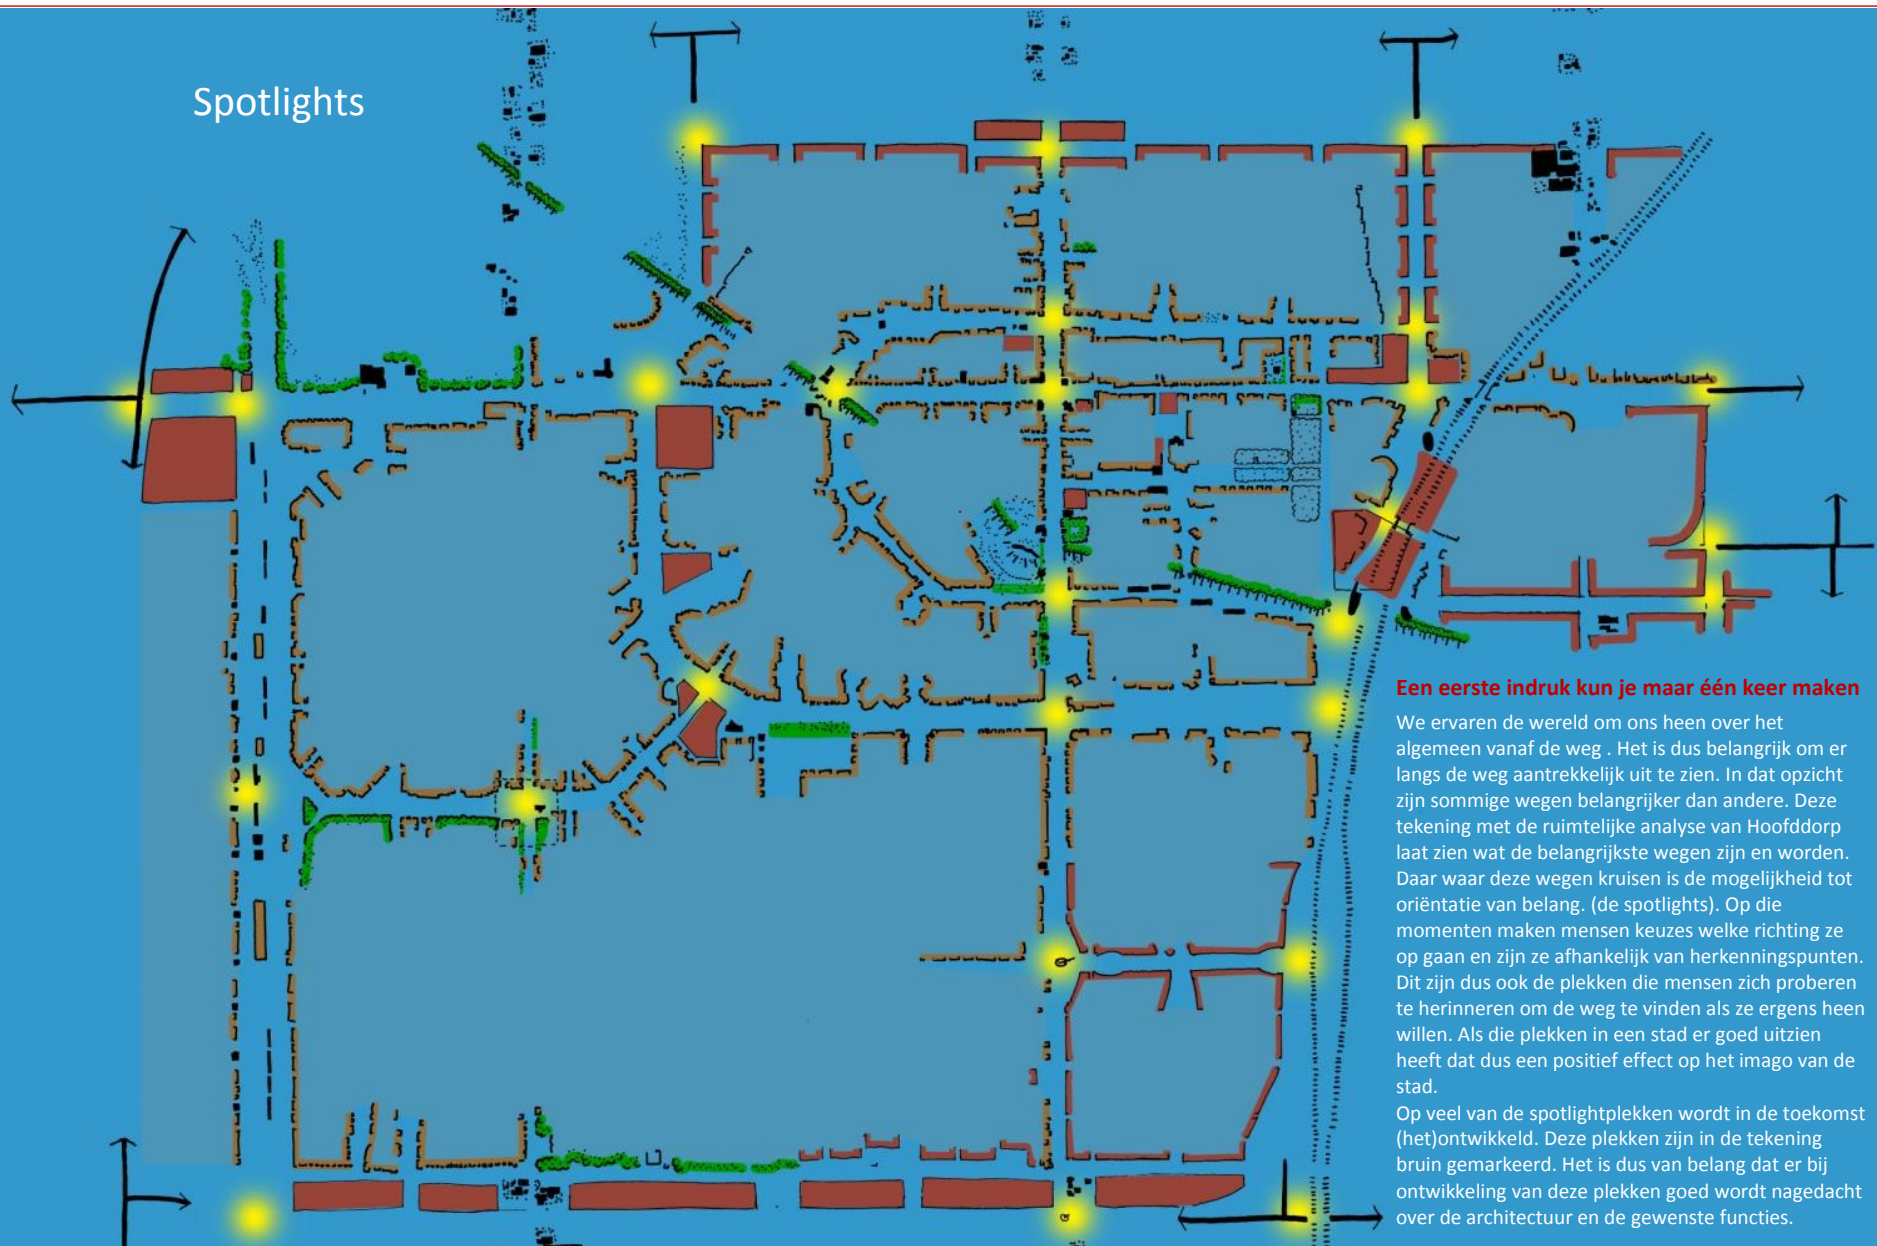 Spotlights
Een eerste indruk kun je maar één keer maken
We ervaren de wereld om ons heen over het
algemeen vanaf de weg . Het is dus belangrijk om er
langs de weg aantrekkelijk uit te zien. In dat opzicht
zijn sommige wegen belangrijker dan andere. Deze
tekening met de ruimtelijke analyse van Hoofddorp
laat zien wat de belangrijkste wegen zijn en worden.
Daar waar deze wegen kruisen is de mogelijkheid tot
oriëntatie van belang. (de spotlights). Op die
momenten maken mensen keuzes welke richting ze
op gaan en zijn ze afhankelijk van herkenningspunten.
Dit zijn dus ook de plekken die mensen zich proberen
te herinneren om de weg te vinden als ze ergens heen
willen. Als die plekken in een stad er goed uitzien
heeft dat dus een positief effect op het imago van de
stad.
Op veel van de spotlightplekken wordt in de toekomst
(het)ontwikkeld. Deze plekken zijn in de tekening
bruin gemarkeerd. Het is dus van belang dat er bij
ontwikkeling van deze plekken goed wordt nagedacht
over de architectuur en de gewenste functies.